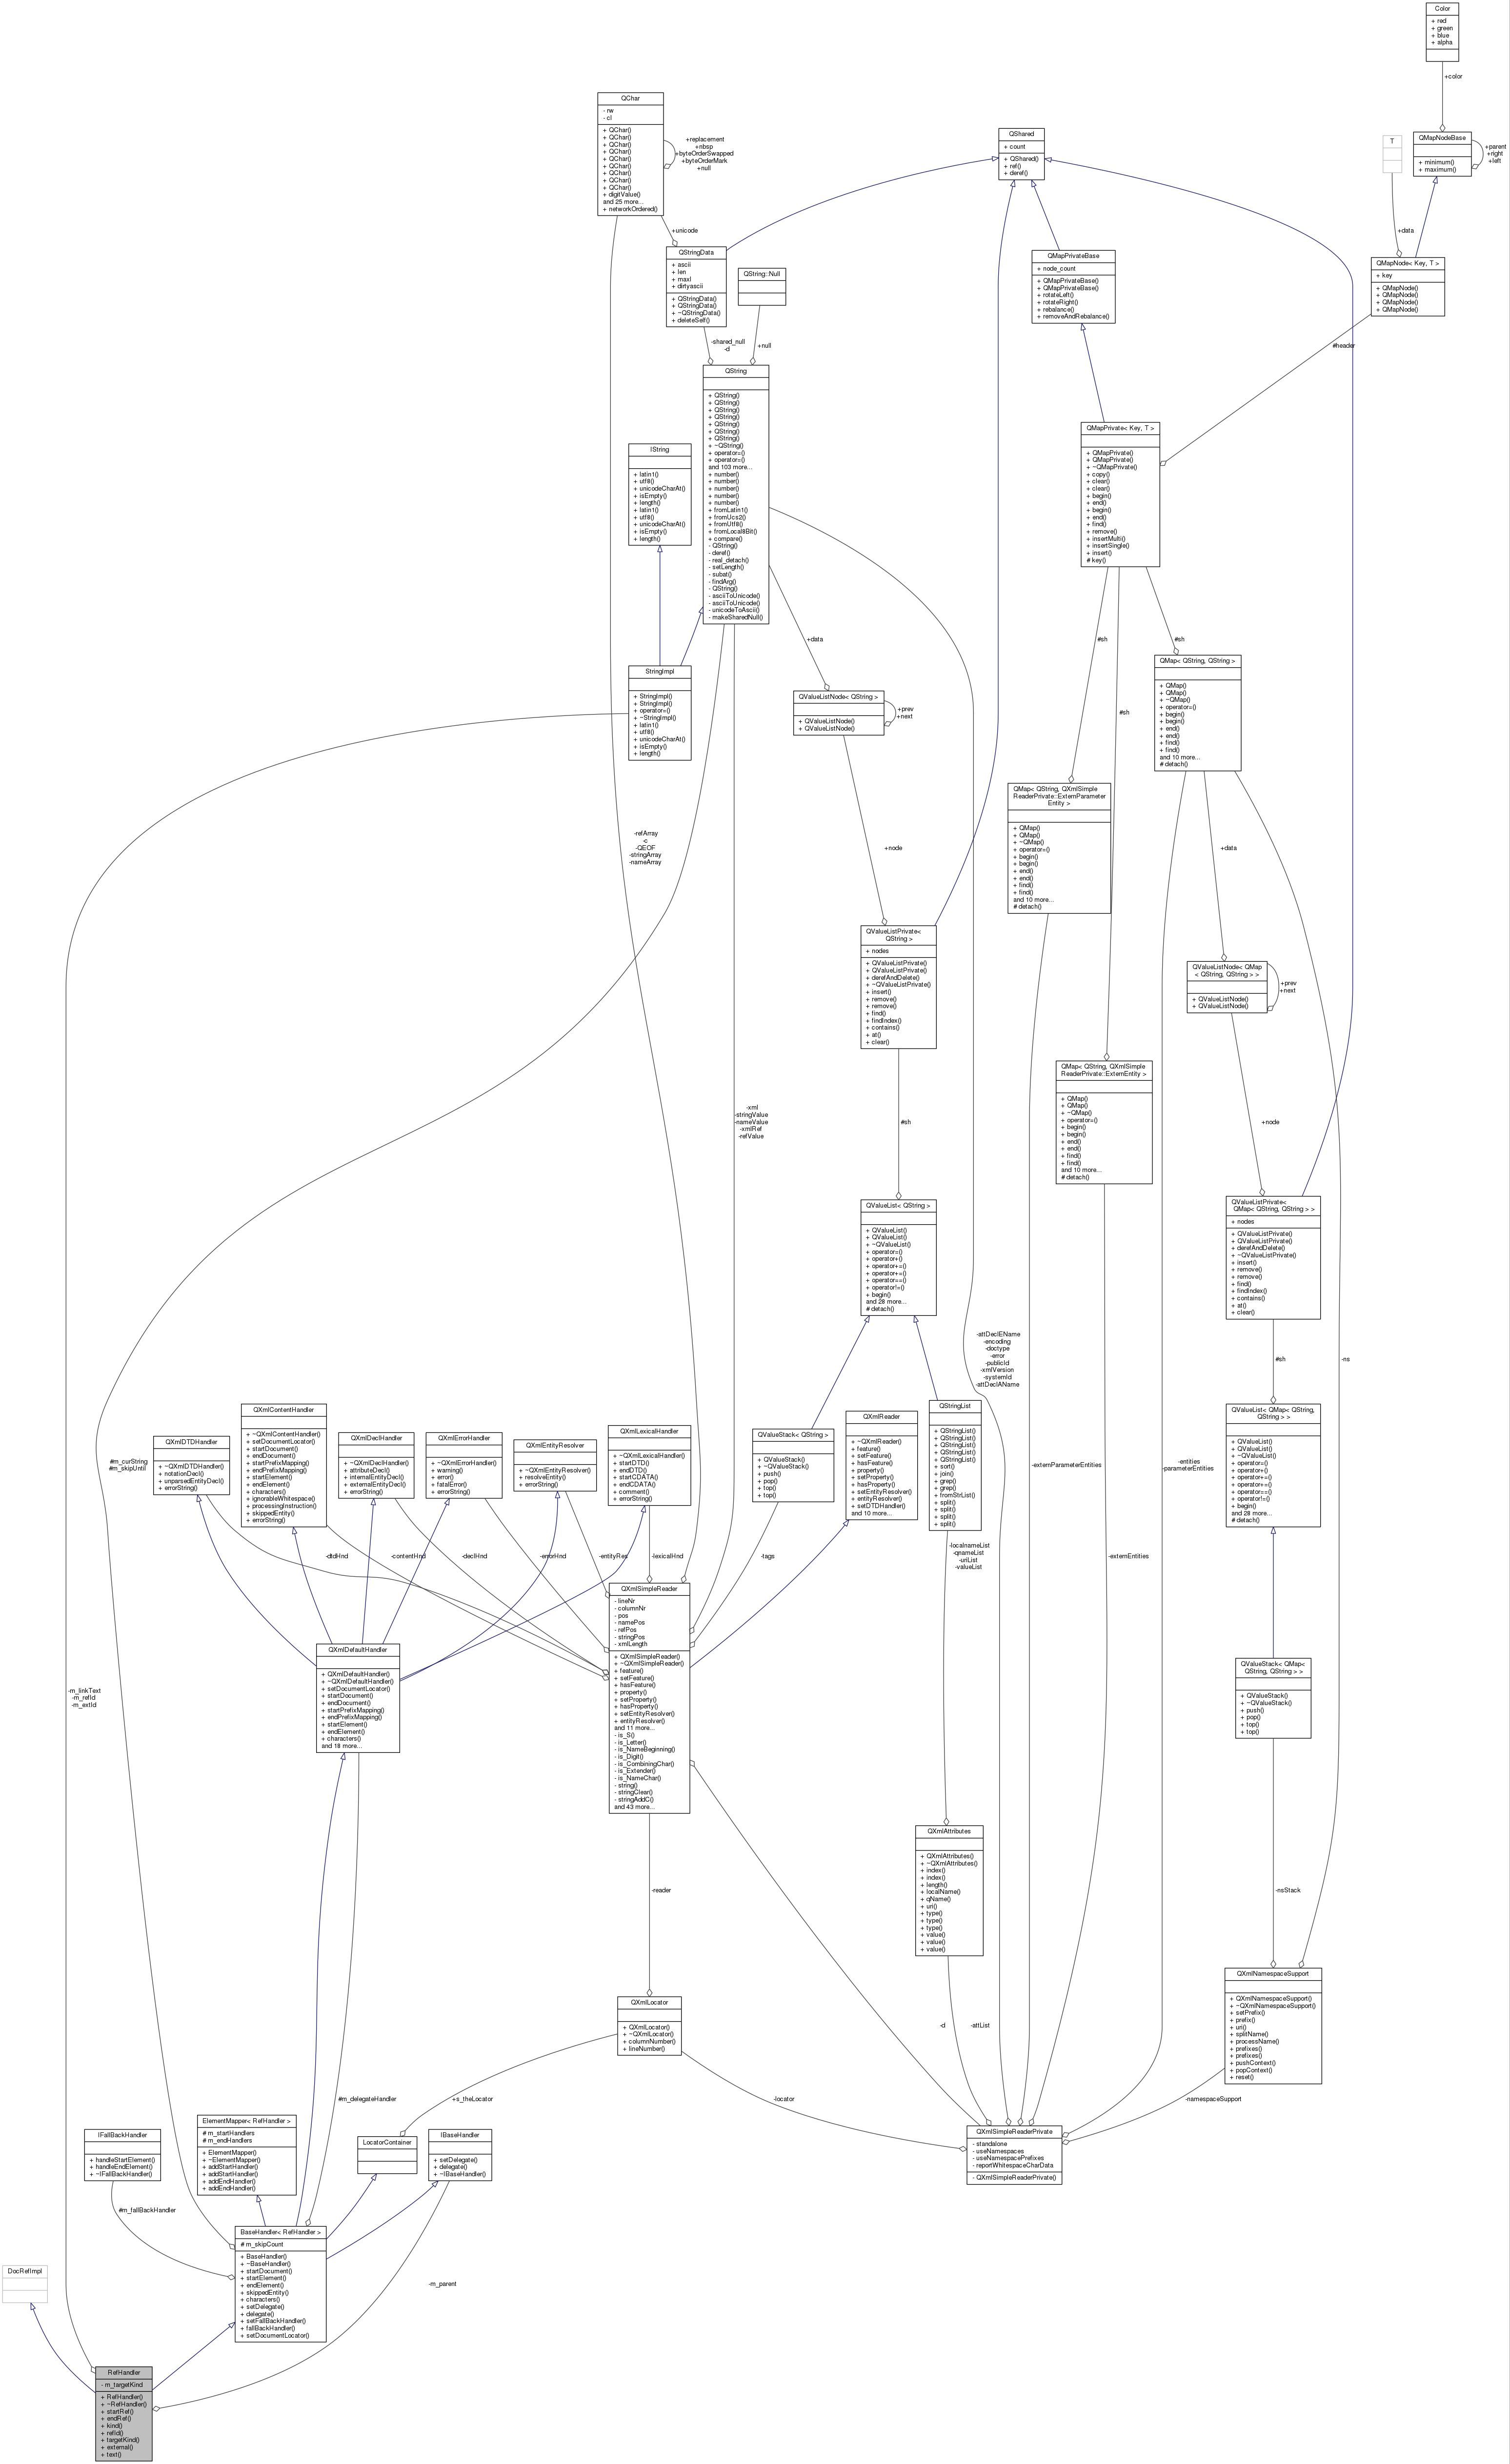 Color
+ red
+ green
+ blue
+ alpha
+color
QChar
- rw
- cl
+ QChar()
+ QChar()
+ QChar()
+ QChar()
+ QChar()
+ QChar()
+ QChar()
+ QChar()
+ QChar()
+ digitValue()
and 25 more...
+ networkOrdered()
+replacement
+nbsp
+byteOrderSwapped
+byteOrderMark
+null
QShared
+ count
+ QShared()
+ ref()
+ deref()
T
QMapNodeBase
+ minimum()
+ maximum()
+parent
+right
+left
+unicode
+data
QStringData
+ ascii
+ len
+ maxl
+ dirtyascii
+ QStringData()
+ QStringData()
+ ~QStringData()
+ deleteSelf()
QString::Null
QMapPrivateBase
+ node_count
+ QMapPrivateBase()
+ QMapPrivateBase()
+ rotateLeft()
+ rotateRight()
+ rebalance()
+ removeAndRebalance()
QMapNode< Key, T >
+ key
+ QMapNode()
+ QMapNode()
+ QMapNode()
+ QMapNode()
-shared_null
-d
+null
#header
QString
+ QString()
+ QString()
+ QString()
+ QString()
+ QString()
+ QString()
+ QString()
+ ~QString()
+ operator=()
+ operator=()
and 103 more...
+ number()
+ number()
+ number()
+ number()
+ number()
+ fromLatin1()
+ fromUcs2()
+ fromUtf8()
+ fromLocal8Bit()
+ compare()
- QString()
- deref()
- real_detach()
- setLength()
- subat()
- findArg()
- QString()
- asciiToUnicode()
- asciiToUnicode()
- unicodeToAscii()
- makeSharedNull()
IString
+ latin1()
+ utf8()
+ unicodeCharAt()
+ isEmpty()
+ length()
+ latin1()
+ utf8()
+ unicodeCharAt()
+ isEmpty()
+ length()
QMapPrivate< Key, T >
+ QMapPrivate()
+ QMapPrivate()
+ ~QMapPrivate()
+ copy()
+ clear()
+ clear()
+ begin()
+ end()
+ begin()
+ end()
+ find()
+ remove()
+ insertMulti()
+ insertSingle()
+ insert()
# key()
+data
#sh
#sh
#sh
StringImpl
+ StringImpl()
+ StringImpl()
+ operator=()
+ ~StringImpl()
+ latin1()
+ utf8()
+ unicodeCharAt()
+ isEmpty()
+ length()
QValueListNode< QString >
+ QValueListNode()
+ QValueListNode()
+prev
+next
QMap< QString, QString >
+ QMap()
+ QMap()
+ ~QMap()
+ operator=()
+ begin()
+ begin()
+ end()
+ end()
+ find()
+ find()
and 10 more...
# detach()
QMap< QString, QXmlSimple
ReaderPrivate::ExternParameter
Entity >
+ QMap()
+ QMap()
+ ~QMap()
+ operator=()
+ begin()
+ begin()
+ end()
+ end()
+ find()
+ find()
and 10 more...
# detach()
-refArray
-c
-QEOF
-stringArray
-nameArray
+node
+data
QValueListPrivate<
QString >
+ nodes
+ QValueListPrivate()
+ QValueListPrivate()
+ derefAndDelete()
+ ~QValueListPrivate()
+ insert()
+ remove()
+ remove()
+ find()
+ findIndex()
+ contains()
+ at()
+ clear()
QValueListNode< QMap
< QString, QString > >
+ QValueListNode()
+ QValueListNode()
+prev
+next
QMap< QString, QXmlSimple
ReaderPrivate::ExternEntity >
+ QMap()
+ QMap()
+ ~QMap()
+ operator=()
+ begin()
+ begin()
+ end()
+ end()
+ find()
+ find()
and 10 more...
# detach()
-xml
-stringValue
-nameValue
-xmlRef
-refValue
#sh
+node
QValueList< QString >
+ QValueList()
+ QValueList()
+ ~QValueList()
+ operator=()
+ operator+()
+ operator+=()
+ operator+=()
+ operator==()
+ operator!=()
+ begin()
and 28 more...
# detach()
QValueListPrivate<
QMap< QString, QString > >
+ nodes
+ QValueListPrivate()
+ QValueListPrivate()
+ derefAndDelete()
+ ~QValueListPrivate()
+ insert()
+ remove()
+ remove()
+ find()
+ findIndex()
+ contains()
+ at()
+ clear()
-attDeclEName
-encoding
-doctype
-error
-publicId
-xmlVersion
-systemId
-attDeclAName
#sh
-ns
QXmlContentHandler
+ ~QXmlContentHandler()
+ setDocumentLocator()
+ startDocument()
+ endDocument()
+ startPrefixMapping()
+ endPrefixMapping()
+ startElement()
+ endElement()
+ characters()
+ ignorableWhitespace()
+ processingInstruction()
+ skippedEntity()
+ errorString()
QXmlDTDHandler
+ ~QXmlDTDHandler()
+ notationDecl()
+ unparsedEntityDecl()
+ errorString()
QXmlDeclHandler
+ ~QXmlDeclHandler()
+ attributeDecl()
+ internalEntityDecl()
+ externalEntityDecl()
+ errorString()
QXmlErrorHandler
+ ~QXmlErrorHandler()
+ warning()
+ error()
+ fatalError()
+ errorString()
QXmlEntityResolver
+ ~QXmlEntityResolver()
+ resolveEntity()
+ errorString()
QXmlLexicalHandler
+ ~QXmlLexicalHandler()
+ startDTD()
+ endDTD()
+ startCDATA()
+ endCDATA()
+ comment()
+ errorString()
QValueStack< QString >
+ QValueStack()
+ ~QValueStack()
+ push()
+ pop()
+ top()
+ top()
QXmlReader
+ ~QXmlReader()
+ feature()
+ setFeature()
+ hasFeature()
+ property()
+ setProperty()
+ hasProperty()
+ setEntityResolver()
+ entityResolver()
+ setDTDHandler()
and 10 more...
QStringList
+ QStringList()
+ QStringList()
+ QStringList()
+ QStringList()
+ QStringList()
+ sort()
+ join()
+ grep()
+ grep()
+ fromStrList()
+ split()
+ split()
+ split()
+ split()
QValueList< QMap< QString,
QString > >
+ QValueList()
+ QValueList()
+ ~QValueList()
+ operator=()
+ operator+()
+ operator+=()
+ operator+=()
+ operator==()
+ operator!=()
+ begin()
and 28 more...
# detach()
#m_curString
#m_skipUntil
-externParameterEntities
-entities
-parameterEntities
-dtdHnd
-contentHnd
-declHnd
-errorHnd
-entityRes
-lexicalHnd
-tags
-localnameList
-qnameList
-uriList
-valueList
-externEntities
QXmlSimpleReader
- lineNr
- columnNr
- pos
- namePos
- refPos
- stringPos
- xmlLength
+ QXmlSimpleReader()
+ ~QXmlSimpleReader()
+ feature()
+ setFeature()
+ hasFeature()
+ property()
+ setProperty()
+ hasProperty()
+ setEntityResolver()
+ entityResolver()
and 11 more...
- is_S()
- is_Letter()
- is_NameBeginning()
- is_Digit()
- is_CombiningChar()
- is_Extender()
- is_NameChar()
- string()
- stringClear()
- stringAddC()
and 43 more...
QXmlDefaultHandler
+ QXmlDefaultHandler()
+ ~QXmlDefaultHandler()
+ setDocumentLocator()
+ startDocument()
+ endDocument()
+ startPrefixMapping()
+ endPrefixMapping()
+ startElement()
+ endElement()
+ characters()
and 18 more...
QValueStack< QMap<
QString, QString > >
+ QValueStack()
+ ~QValueStack()
+ push()
+ pop()
+ top()
+ top()
-m_linkText
-m_refId
-m_extId
QXmlAttributes
+ QXmlAttributes()
+ ~QXmlAttributes()
+ index()
+ index()
+ length()
+ localName()
+ qName()
+ uri()
+ type()
+ type()
+ type()
+ value()
+ value()
+ value()
-reader
-nsStack
QXmlLocator
+ QXmlLocator()
+ ~QXmlLocator()
+ columnNumber()
+ lineNumber()
QXmlNamespaceSupport
+ QXmlNamespaceSupport()
+ ~QXmlNamespaceSupport()
+ setPrefix()
+ prefix()
+ uri()
+ splitName()
+ processName()
+ prefixes()
+ prefixes()
+ pushContext()
+ popContext()
+ reset()
-d
-attList
#m_delegateHandler
+s_theLocator
-locator
-namespaceSupport
IFallBackHandler
+ handleStartElement()
+ handleEndElement()
+ ~IFallBackHandler()
ElementMapper< RefHandler >
# m_startHandlers
# m_endHandlers
+ ElementMapper()
+ ~ElementMapper()
+ addStartHandler()
+ addStartHandler()
+ addEndHandler()
+ addEndHandler()
LocatorContainer
IBaseHandler
+ setDelegate()
+ delegate()
+ ~IBaseHandler()
QXmlSimpleReaderPrivate
- standalone
- useNamespaces
- useNamespacePrefixes
- reportWhitespaceCharData
- QXmlSimpleReaderPrivate()
#m_fallBackHandler
BaseHandler< RefHandler >
# m_skipCount
+ BaseHandler()
+ ~BaseHandler()
+ startDocument()
+ startElement()
+ endElement()
+ skippedEntity()
+ characters()
+ setDelegate()
+ delegate()
+ setFallBackHandler()
+ fallBackHandler()
+ setDocumentLocator()
DocRefImpl
-m_parent
RefHandler
- m_targetKind
+ RefHandler()
+ ~RefHandler()
+ startRef()
+ endRef()
+ kind()
+ refId()
+ targetKind()
+ external()
+ text()